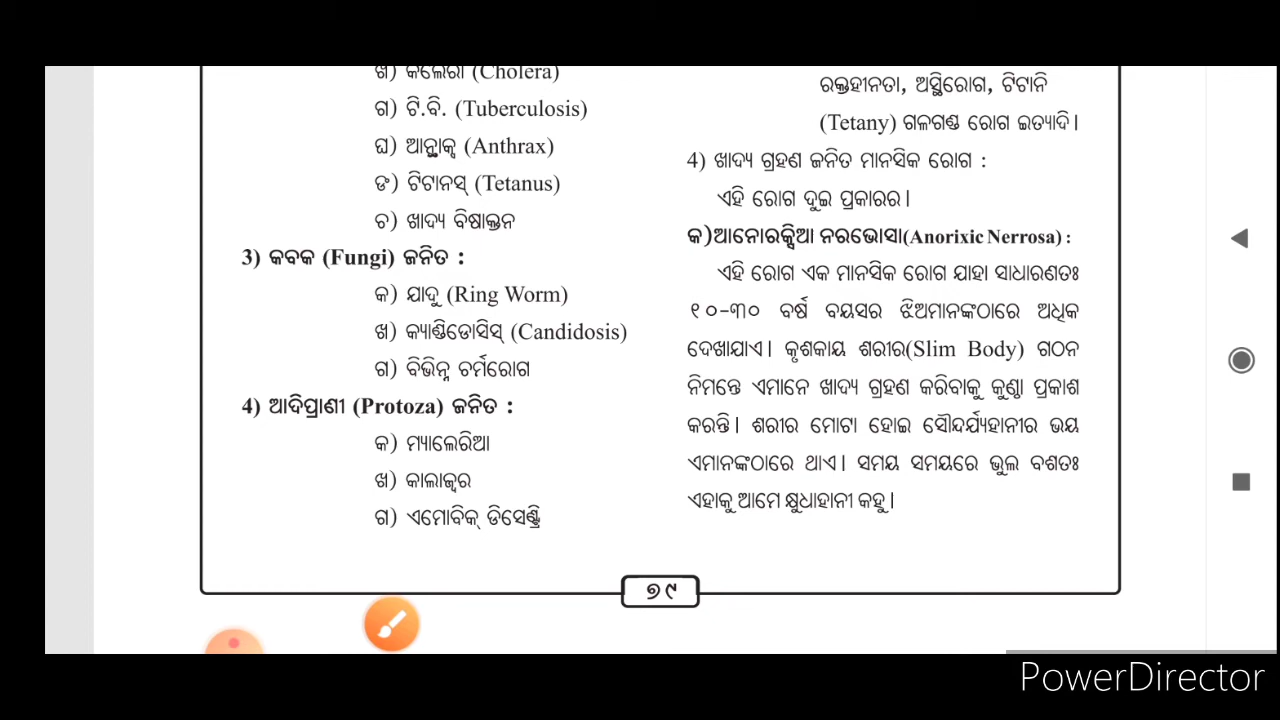 ଖ) କଲେରା (Cholera)
ଗ) ଟି.ବି. (Tuberculosis)
ଘ) ଆନ୍ଥ୍ରାକ୍ସ (Anthrax)
ଙ) ଟିଟାନସ୍ (Tetanus)
ଚ) ଖାଦ୍ୟ ବିଷାକ୍ତନ
3) କବକ (Fungi) ଜନିତ :
କ) ଯାଦୁ (Ring Worm)
ଖ) କ୍ୟାଣ୍ଡିଡୋସିସ୍ (Candidosis)
ଗ) ବିଭିନ୍ନ ଚର୍ମରୋଗ
4) ଆଦିପ୍ରାଣୀ (Protoza) ଜନିତ :
କ) ମ୍ୟାଲେରିଆ
ଖ) କାଲାଜ୍ୱର
ଗ) ଏମୋବିକ୍ ଡିସେଣ୍ଟ୍ରି
ରକ୍ତହୀନତା, ଅସ୍ଥିରୋଗ, ଟିଟାନି
(Tetany) ଗଳଗଣ୍ଡ ରୋଗ ଇତ୍ୟାଦି।
4) ଖାଦ୍ୟ ଗ୍ରହଣ ଜନିତ ମାନସିକ ରୋଗ :
ଏହି ରୋଗ ଦୁଇ ପ୍ରକାରର।
କ)ଆନୋରକ୍ସିଆ ନରଭୋସା(Anorixic Nerrosa) :
ଏହି ରୋଗ ଏକ ମାନସିକ ରୋଗ ଯାହା ସାଧାରଣତଃ
୧୦-୩୦ ବର୍ଷ ବୟସର ଝିଅମାନଙ୍କଠାରେ ଅଧିକ
ଦେଖାଯାଏ। କୃଶକାୟ ଶରୀର(Slim Body) ଗଠନ
ନିମନ୍ତେ ଏମାନେ ଖାଦ୍ୟ ଗ୍ରହଣ କରିବାକୁ କୁଣ୍ଠା ପ୍ରକାଶ
କରନ୍ତି। ଶରୀର ମୋଟା ହୋଇ ସୌନ୍ଦର୍ଯ୍ୟହାନୀର ଭୟ
ଏମାନଙ୍କଠାରେ ଥାଏ। ସମୟ ସମୟରେ ଭୁଲ ବଶତଃ
ଏହାକୁ ଆମେ କ୍ଷୁଧାହାନୀ କହୁ।
୭୯
PowerDirector